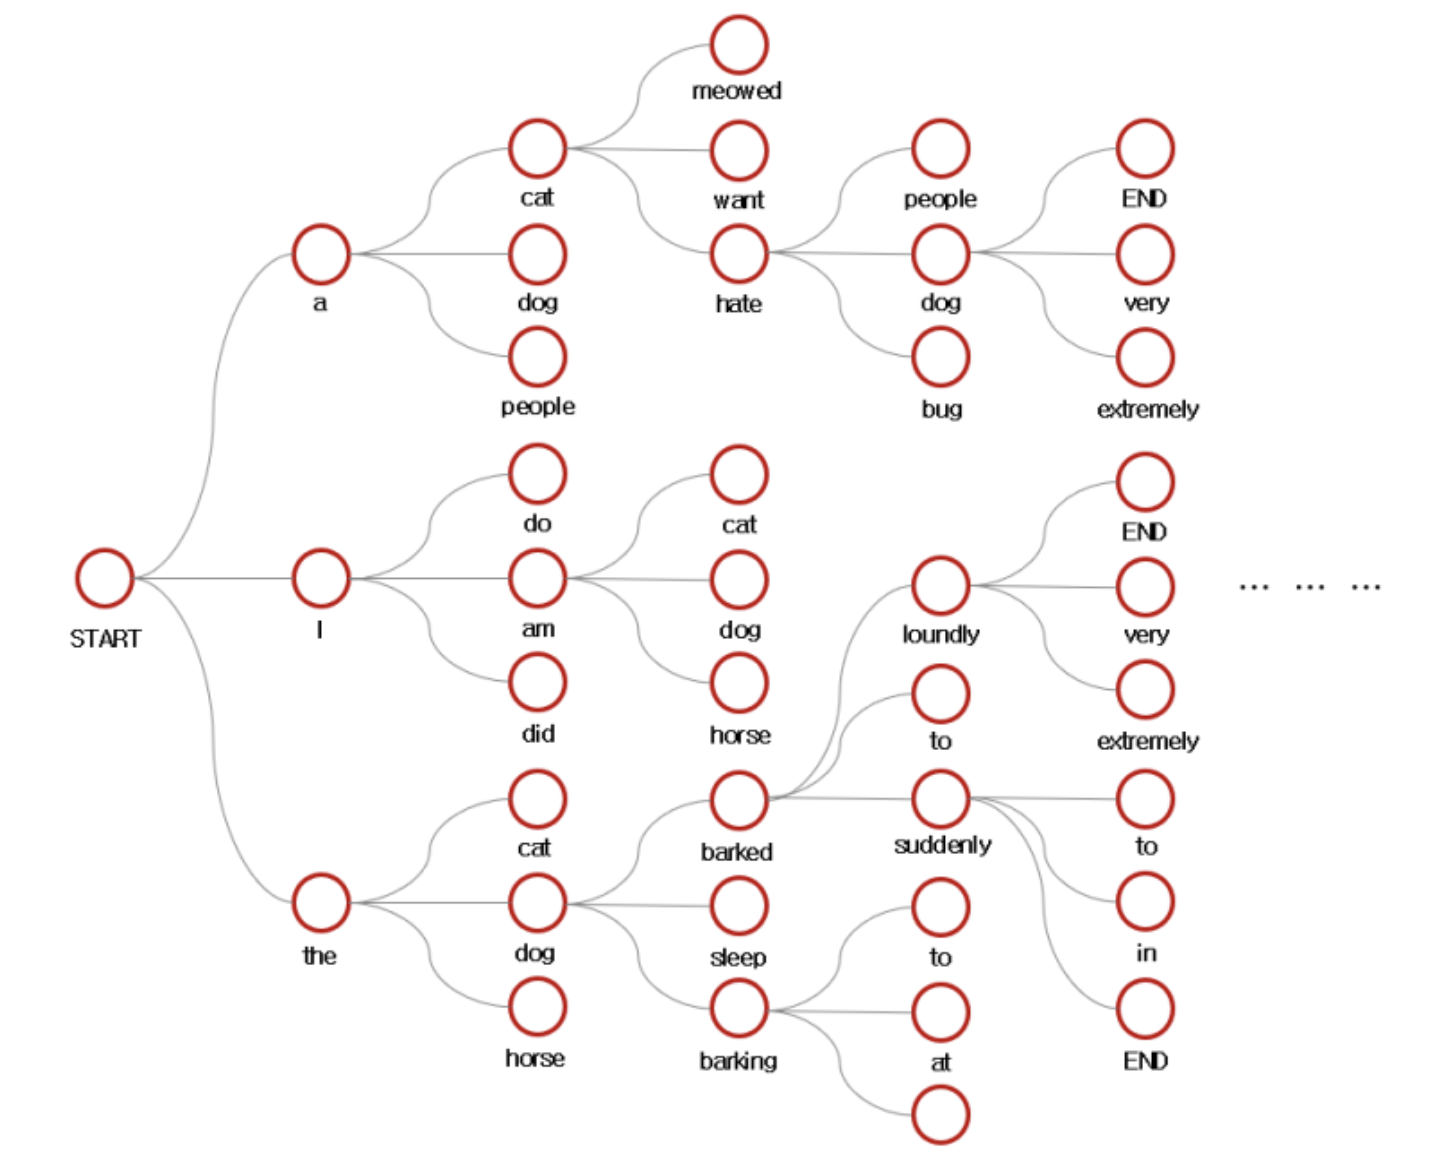 meowed
cat want people END
a dog hate dog very
people bug extremely
do cat END
START I am dog loundly very ... ... ...
did horse to extremely
cat barked suddenly to
the dog sleep to in
horse barking at END